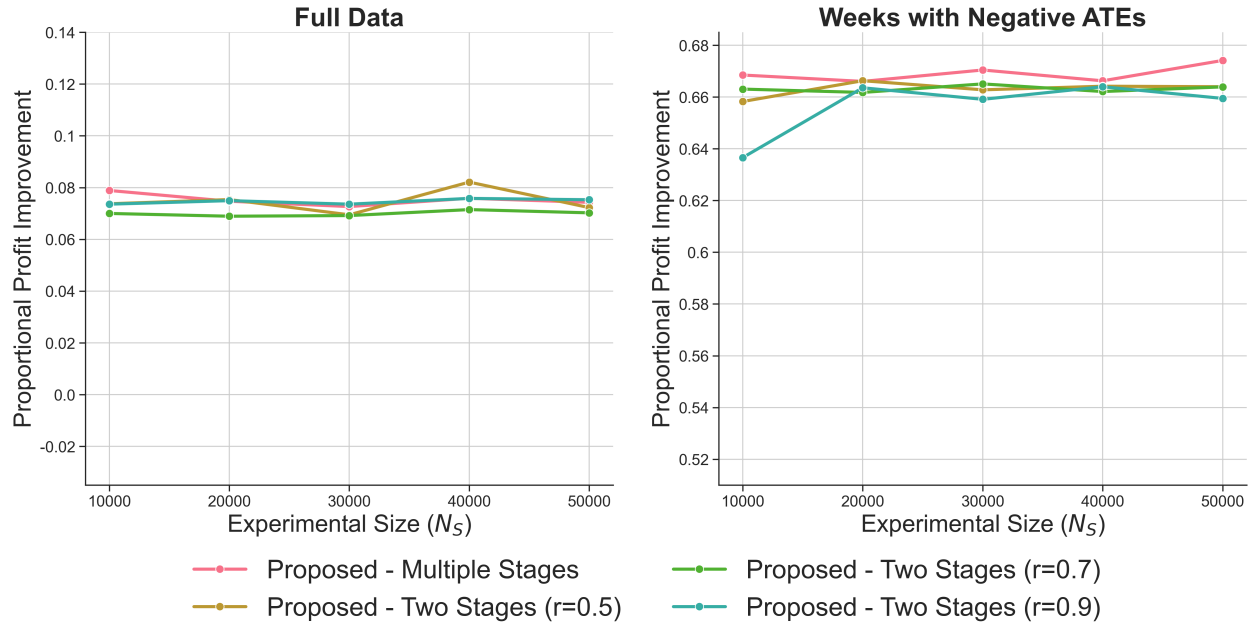 Full Data
Proportional Profit Improvement
0.14
0.12
0.1
0.08
0.06
0.04
0.02
0.0
-0.02
10000 20000 30000 40000 50000
Experimental Size (N_S)
Weeks with Negative ATEs
Proportional Profit Improvement
0.68
0.66
0.64
0.62
0.6
0.58
0.56
0.54
0.52
10000 20000 30000 40000 50000
Experimental Size (N_S)
Proposed - Multiple Stages
Proposed - Two Stages (r=0.5)
Proposed - Two Stages (r=0.7)
Proposed - Two Stages (r=0.9)